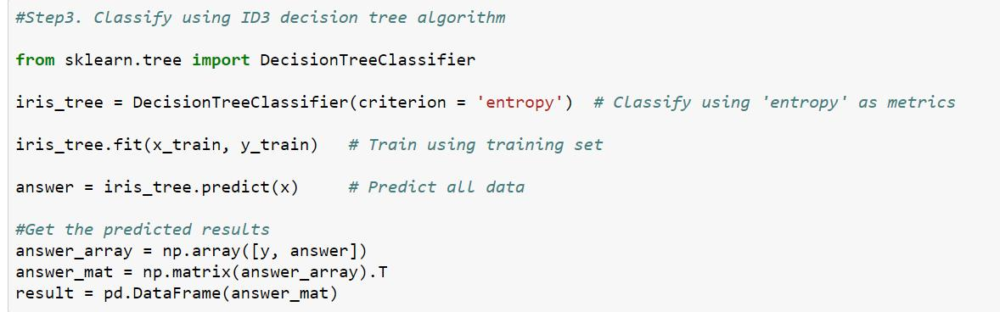 #Step3. Classify using ID3 decision tree algorithm
from sklearn.tree import DecisionTreeClassifier
iris_tree = DecisionTreeClassifier(criterion = 'entropy')  # Classify using 'entropy' as metrics
iris_tree.fit(x_train, y_train)   # Train using training set
answer = iris_tree.predict(x)     # Predict all data
#Get the predicted results
answer_array = np.array([y, answer])
answer_mat = np.matrix(answer_array).T
result = pd.DataFrame(answer_mat)